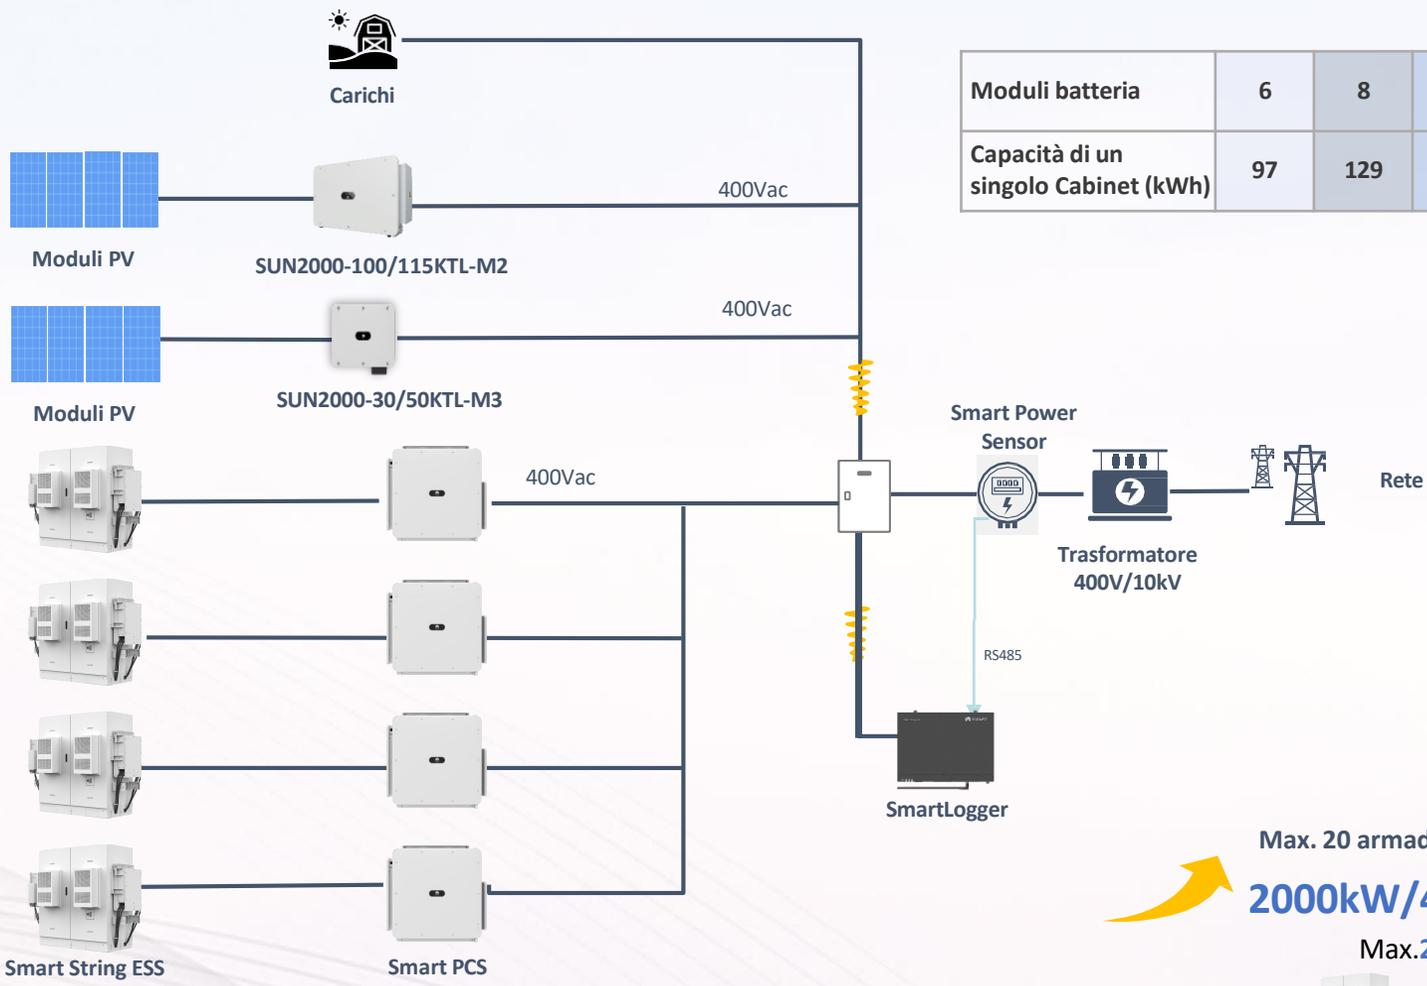 Carichi
Moduli batteria 6 8
Capacità di un
singolo Cabinet (kWh) 97 129
400Vac
Moduli PV
SUN2000-100/115KTL-M2
400Vac
Moduli PV
SUN2000-30/50KTL-M3
Smart Power
Sensor
400Vac
Rete
Trasformatore
400V/10kV
RS485
SmartLogger
Max. 20 armad
2000kW/4
Max.2
Smart String ESS
Smart PCS